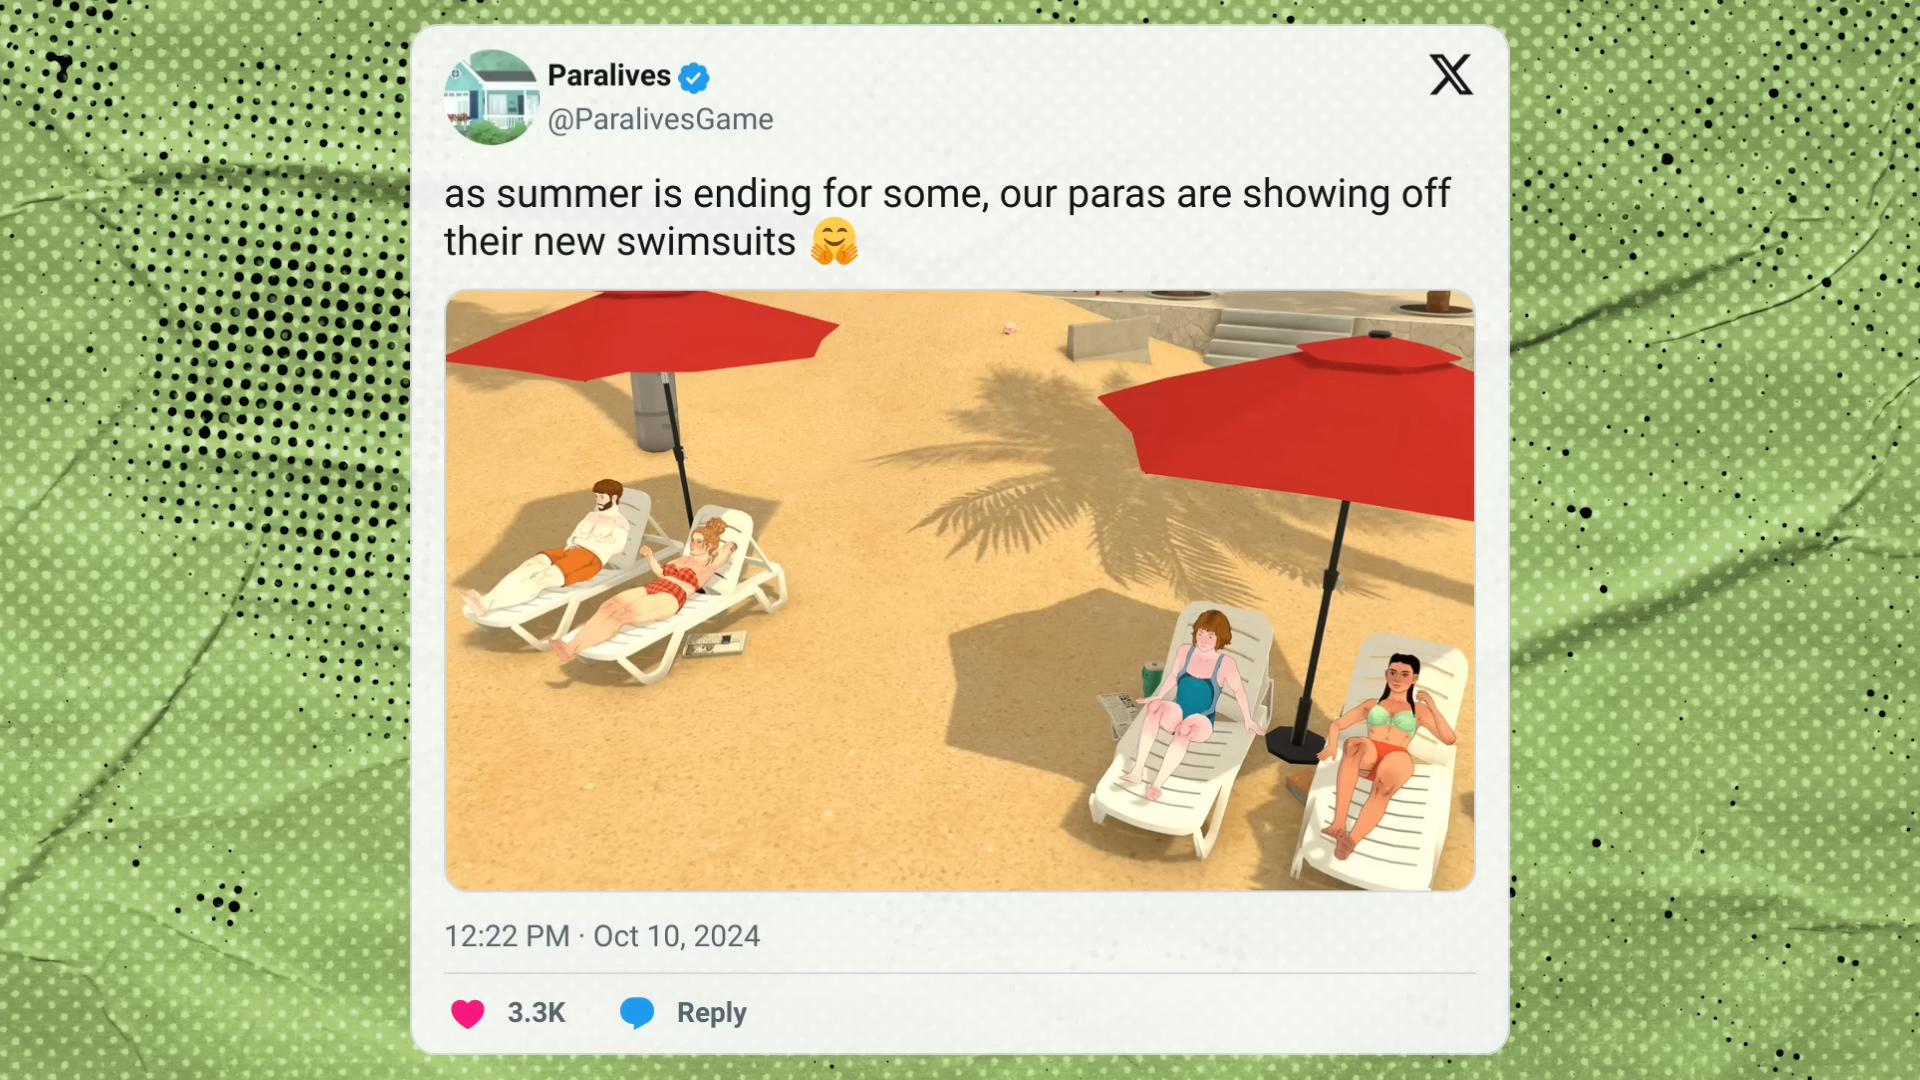 Paralives
@ParalivesGame
as summer is ending for some, our paras are showing off
their new swimsuits 🤗
12:22 PM · Oct 10, 2024
3.3K
Reply